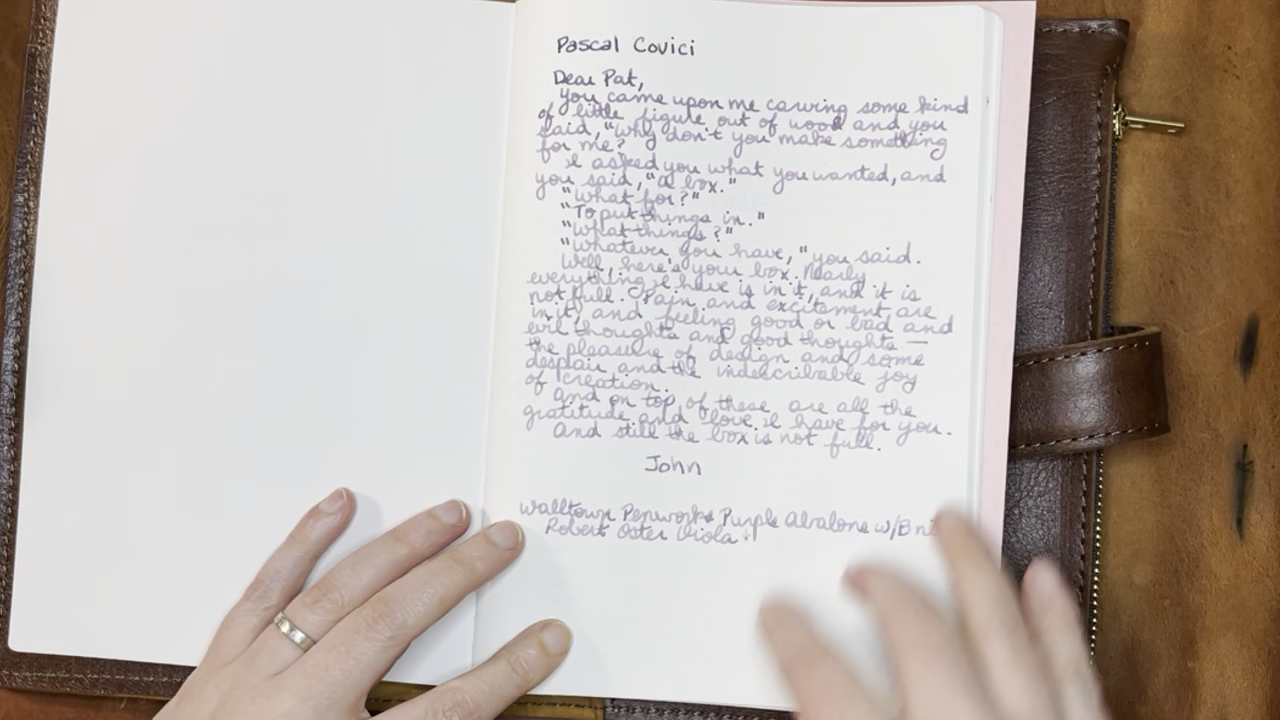 Pascal Covici
Dear Pat,
You came upon me carving some kind
of little figure out of wood and you
said, "Why don't you make something
for me?
I asked you what you wanted, and
you said, "A box."
"What for?"
"To put things in."
"What things?"
"Whatever you have," you said.
Well, here's your box. Nearly
everything I have is in it, and it is
not full. Pain and excitement are
in it, and feeling good or bad and
evil thoughts and good thoughts —
the pleasure of design and some
despair and the indescribable joy
of creation.
And on top of these are all the
gratitude and love I have for you.
And still the box is not full.
John
Walltown Penworks Purple Abalone w/B
Robert Oster Viola